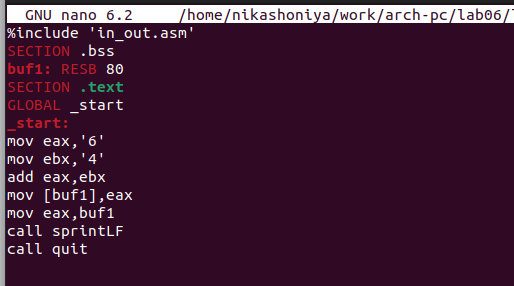 GNU nano 6.2 /home/nikashoniya/work/arch-pc/lab06/
%include 'in_out.asm'
SECTION .bss
buf1: RESB 80
SECTION .text
GLOBAL _start
_start:
mov eax,'6'
mov ebx,'4'
add eax,ebx
mov [buf1],eax
mov eax,buf1
call sprintLF
call quit